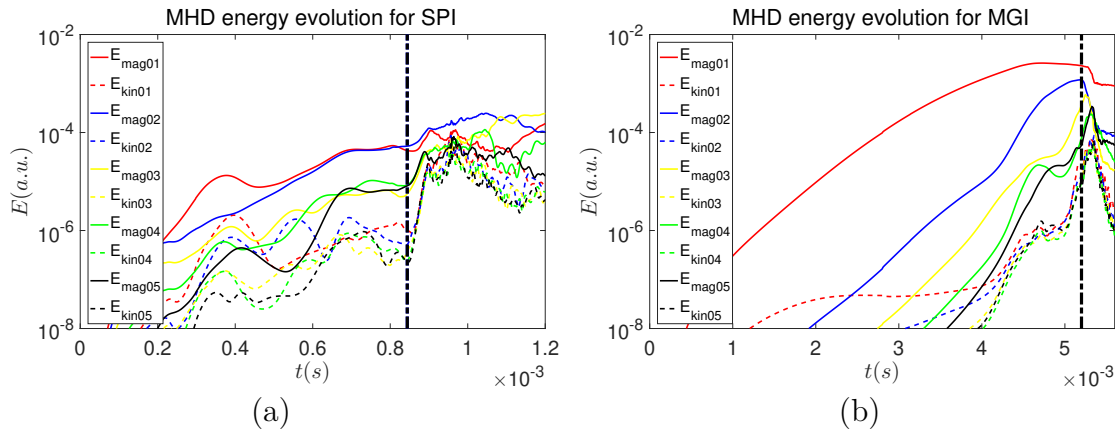 MHD energy evolution for SPI
E(a.u.)
10^-2
10^-4
10^-6
10^-8
E_mag01
E_kin01
E_mag02
E_kin02
E_mag03
E_kin03
E_mag04
E_kin04
E_mag05
E_kin05
0 0.2 0.4 0.6 0.8 1 1.2
t(s)
×10^-3
(a)
MHD energy evolution for MGI
E(a.u.)
10^-2
10^-4
10^-6
10^-8
E_mag01
E_kin01
E_mag02
E_kin02
E_mag03
E_kin03
E_mag04
E_kin04
E_mag05
E_kin05
0 1 2 3 4 5
t(s)
×10^-3
(b)